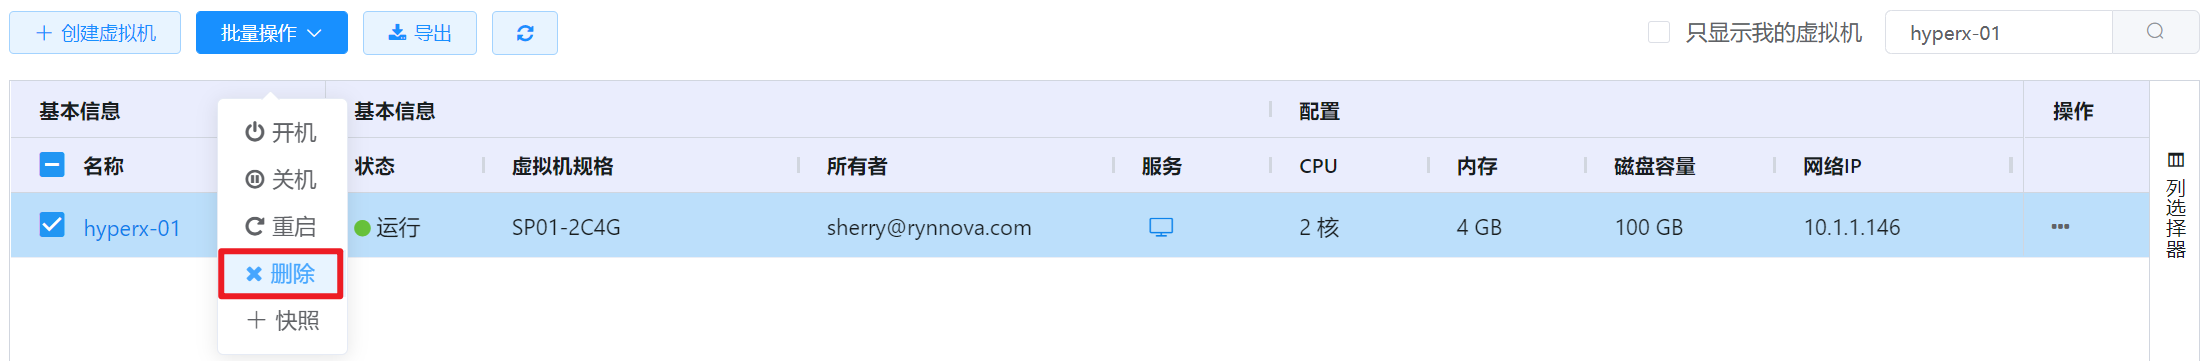 创建虚拟机 批量操作 导出 只显示我的虚拟机 hyperx-01
基本信息 基本信息 配置 操作
名称 状态 虚拟机规格 所有者 服务 CPU 内存 磁盘容量 网络IP
hyperx-01 运行 SP01-2C4G sherry@rynnova.com 2 核 4 GB 100 GB 10.1.1.146
开机
关机
重启
删除
快照
列选择器